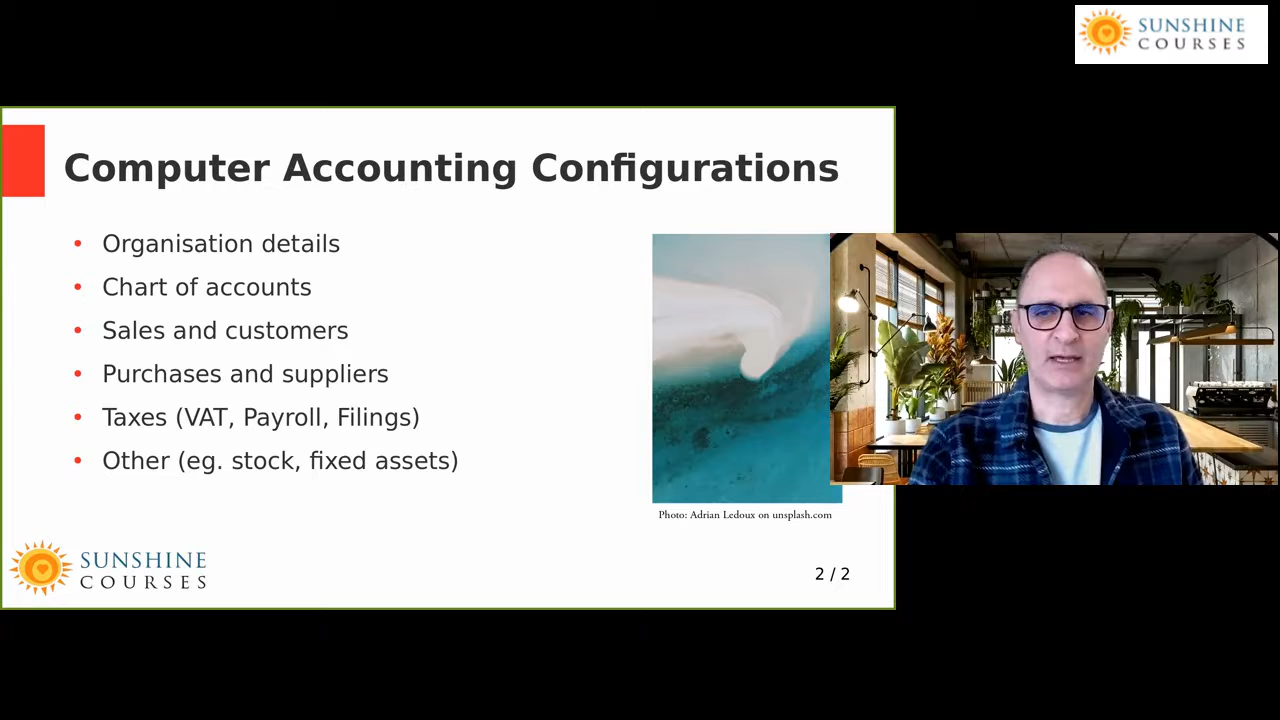 SUNSHINE
COURSES
Computer Accounting Configurations
• Organisation details
• Chart of accounts
• Sales and customers
• Purchases and suppliers
• Taxes (VAT, Payroll, Filings)
• Other (eg. stock, fixed assets)
Photo: Adrian Ledoux on unsplash.com
SUNSHINE
COURSES
2 / 2